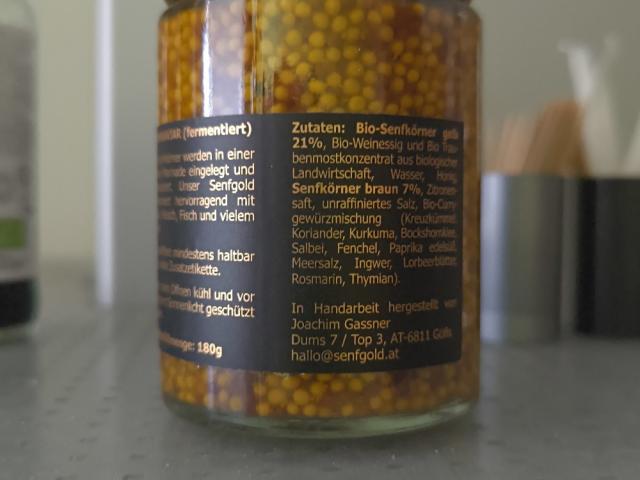 (fermentiert)
werden in einer
eingelegt und
Unser Senfgold
hervorragend mit
Fisch und vielem
mindestens haltbar
Zusatzetikette.
Öffnen kühl und vor
geschützt
180g
Zutaten: Bio-Senfkörner gelb
21%, Bio-Weinessig und Bio Trau-
benmostkonzentrat aus biologischer
Landwirtschaft, Wasser, Honig,
Senfkörner braun 7%, Zitronen-
saft, unraffiniertes Salz, Bio-Curry-
gewürzmischung (Kreuzkümmel,
Koriander, Kurkuma, Bockshornklee,
Salbei, Fenchel, Paprika edelsüß,
Meersalz, Ingwer, Lorbeerblätter,
Rosmarin, Thymian).
In Handarbeit hergestellt von
Joachim Gassner
Dums 7 / Top 3, AT-6811 Göfis
hallo@senfgold.at